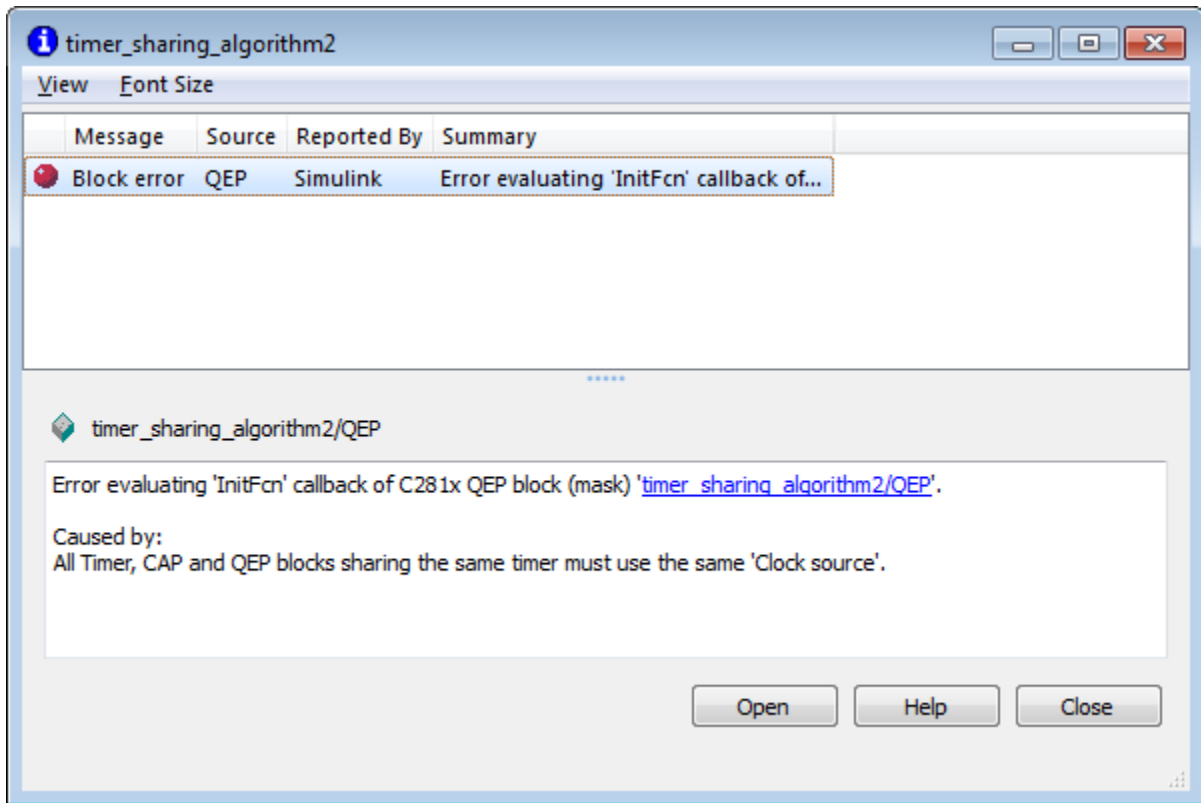 timer_sharing_algorithm2
View Font Size
Message Source Reported By Summary
Block error QEP Simulink Error evaluating 'InitFcn' callback of...
timer_sharing_algorithm2/QEP
Error evaluating 'InitFcn' callback of C281x QEP block (mask) 'timer_sharing_algorithm2/QEP'.
Caused by:
All Timer, CAP and QEP blocks sharing the same timer must use the same 'Clock source'.
Open Help Close